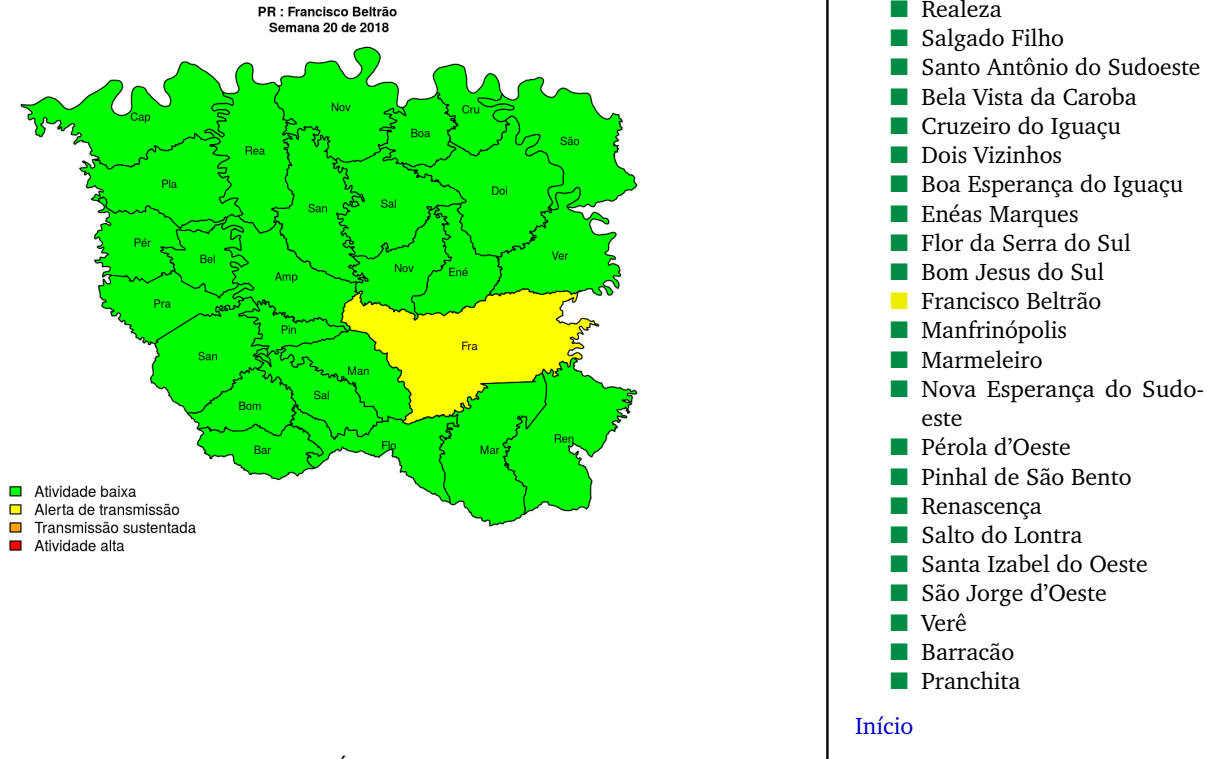 PR : Francisco Beltrão
Semana 20 de 2018
Cap
Nov
Cru
Boa
São
Rea
Pla
Doi
San
Sal
Pér
Bel
Ver
Nov
Ené
Amp
Pra
Pin
Fra
San
Man
Sal
Bom
Flo
Ren
Bar
Mar
Atividade baixa
Alerta de transmissão
Transmissão sustentada
Atividade alta
Realeza
Salgado Filho
Santo Antônio do Sudoeste
Bela Vista da Caroba
Cruzeiro do Iguaçu
Dois Vizinhos
Boa Esperança do Iguaçu
Enéas Marques
Flor da Serra do Sul
Bom Jesus do Sul
Francisco Beltrão
Manfrinópolis
Marmeleiro
Nova Esperança do Sudo-
este
Pérola d'Oeste
Pinhal de São Bento
Renascença
Salto do Lontra
Santa Izabel do Oeste
São Jorge d'Oeste
Verê
Barracão
Pranchita
Início